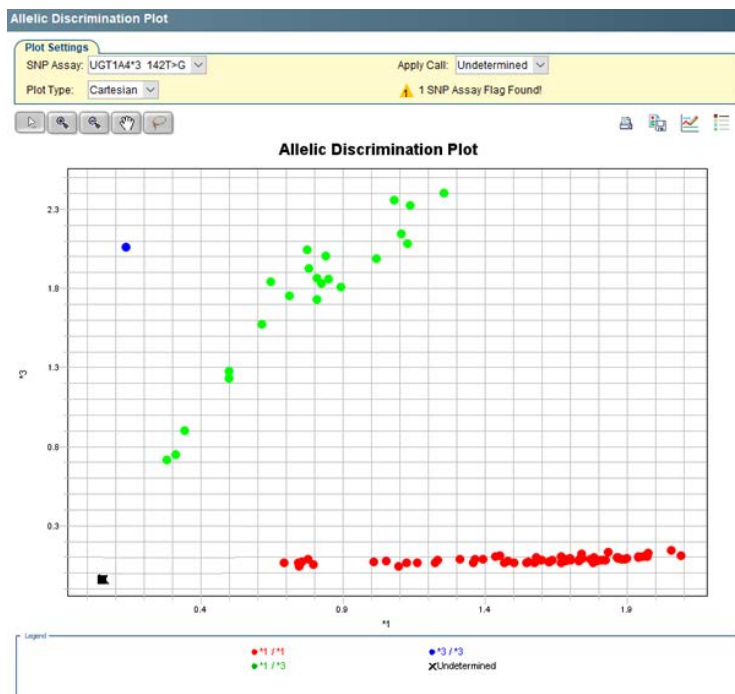 Allelic Discrimination Plot
Plot Settings
SNP Assay: UGT1A4*3 142T>G
Apply Call: Undetermined
Plot Type: Cartesian
1 SNP Assay Flag Found!
Allelic Discrimination Plot
2.3
1.8
1.3
0.8
0.3
*3
0.4 0.9 1.4 1.9
*1
Legend
*1 / *1
*3 / *3
*1 / *3
Undetermined